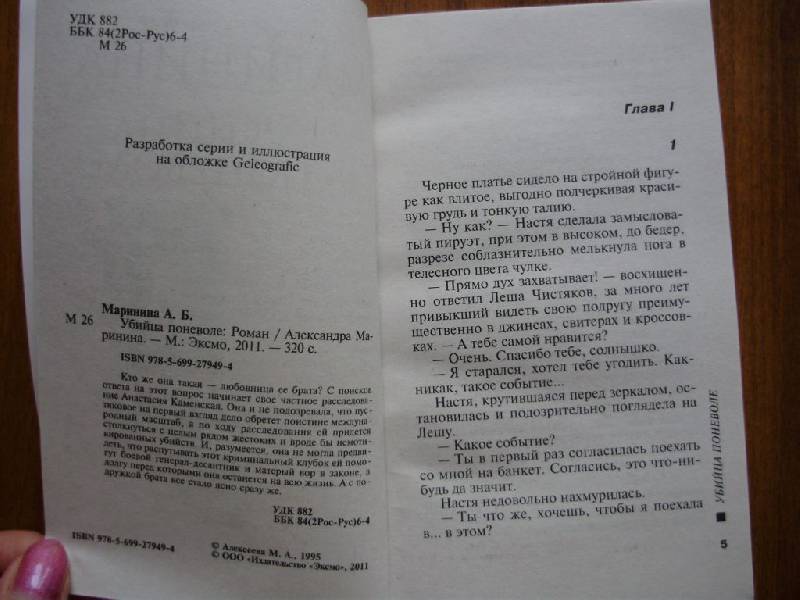 УДК 882
ББК 84(2Рос-Рус)6-4
М 26
Разработка серии и иллюстрация
на обложке Geleografic
Маринина А. Б.
М 26
Убийца поневоле: Роман / Александра Ма-
ринина. — М.: Эксмо, 2011. — 320 с.
ISBN 978-5-699-27949-4
Кто же она такая — любовница ее брата? С поиска
ответа на этот вопрос начинает свое частное расследова-
ние Анастасия Каменская. Она и не подозревала, что пус-
тяковое на первый взгляд дело обретет поистине междуна-
родный масштаб, а по ходу расследования ей придется
столкнуться с целым рядом жестоких и вроде бы немоти-
вированных убийств. И, разумеется, она не могла предви-
деть, что распутывать этот криминальный клубок ей помо-
гут боевой генерал-десантник и матерый вор в законе, в
долгу перед которыми она останется на всю жизнь. А с по-
дружкой брата все стало ясно сразу же.
УДК 882
ББК 84(2Рос-Рус)6-4
ISBN 978-5-699-27949-4
© Алексеева М. А., 1995
© ООО «Издательство «Эксмо», 2011
Глава I
1
Черное платье сидело на стройной фигу-
ре как влитое, выгодно подчеркивая краси-
вую грудь и тонкую талию.
— Ну как? — Настя сделала замыслова-
тый пируэт, при этом в высоком, до бедер,
разрезе соблазнительно мелькнула нога в
телесного цвета чулке.
— Прямо дух захватывает! — восхищен-
но ответил Леша Чистяков, за много лет
привыкший видеть свою подругу преиму-
щественно в джинсах, свитерах и кроссов-
ках. — А тебе самой нравится?
— Очень. Спасибо тебе, солнышко.
— Я старался, хотел тебе угодить. Как-
никак, такое событие...
Настя, крутившаяся перед зеркалом, ос-
тановилась и подозрительно поглядела на
Лешу.
— Какое событие?
— Ты в первый раз согласилась поехать
со мной на банкет. Согласись, это что-ни-
будь да значит.
Настя недовольно нахмурилась.
— Ты что же, хочешь, чтобы я поехала
в... в этом?
УБИЙЦА ПОНЕВОЛЕ
5